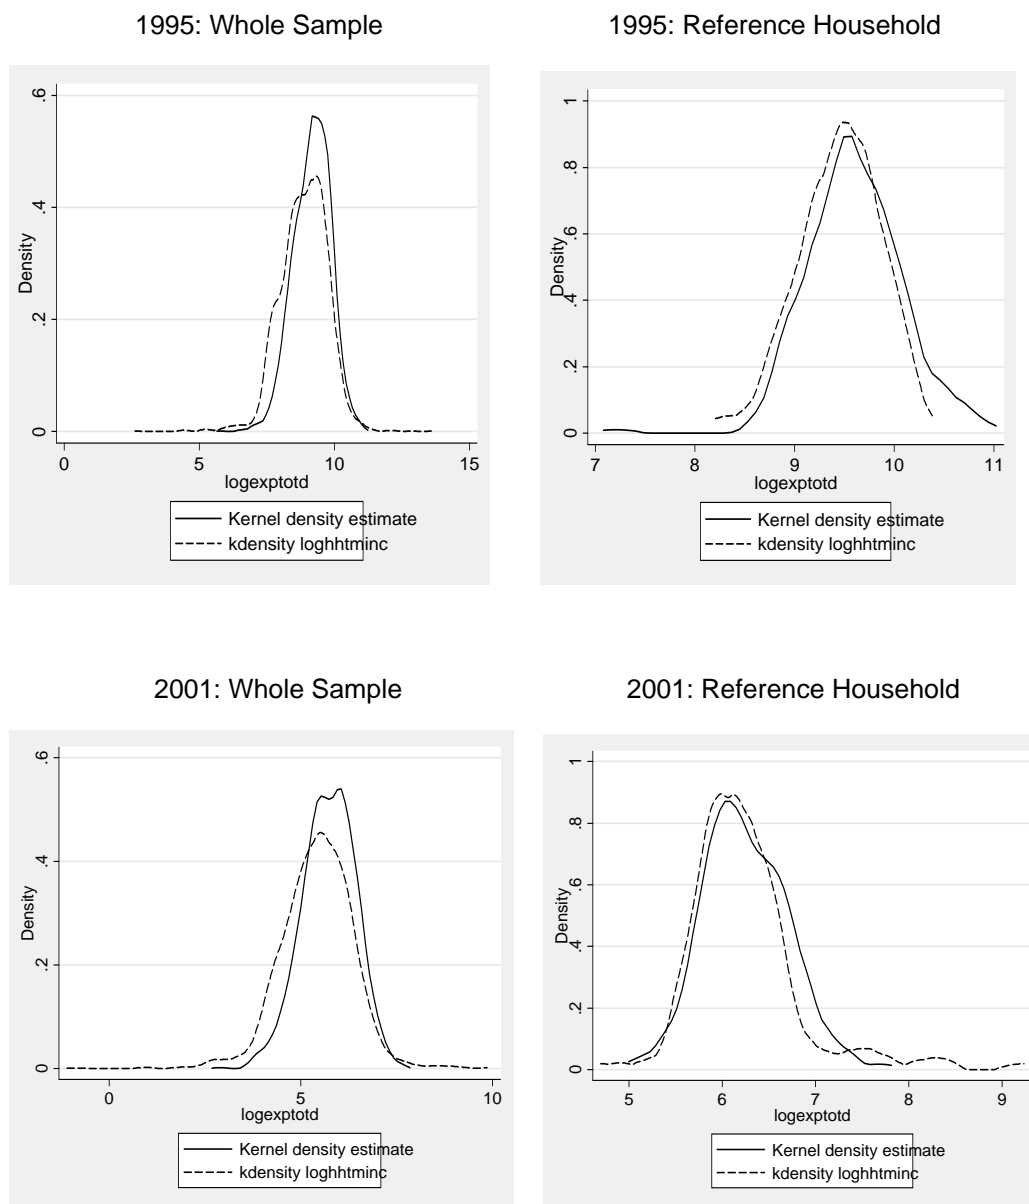 1995: Whole Sample
.6
.4
.2
0
Density
0 5 10 15
logexptotd
Kernel density estimate
kdensity loghhtminc
1995: Reference Household
1
.8
.6
.4
.2
0
Density
7 8 9 10 11
logexptotd
Kernel density estimate
kdensity loghhtminc
2001: Whole Sample
.6
.4
.2
0
Density
0 5 10
logexptotd
Kernel density estimate
kdensity loghhtminc
2001: Reference Household
1
.8
.6
.4
.2
0
Density
5 6 7 8 9
logexptotd
Kernel density estimate
kdensity loghhtminc